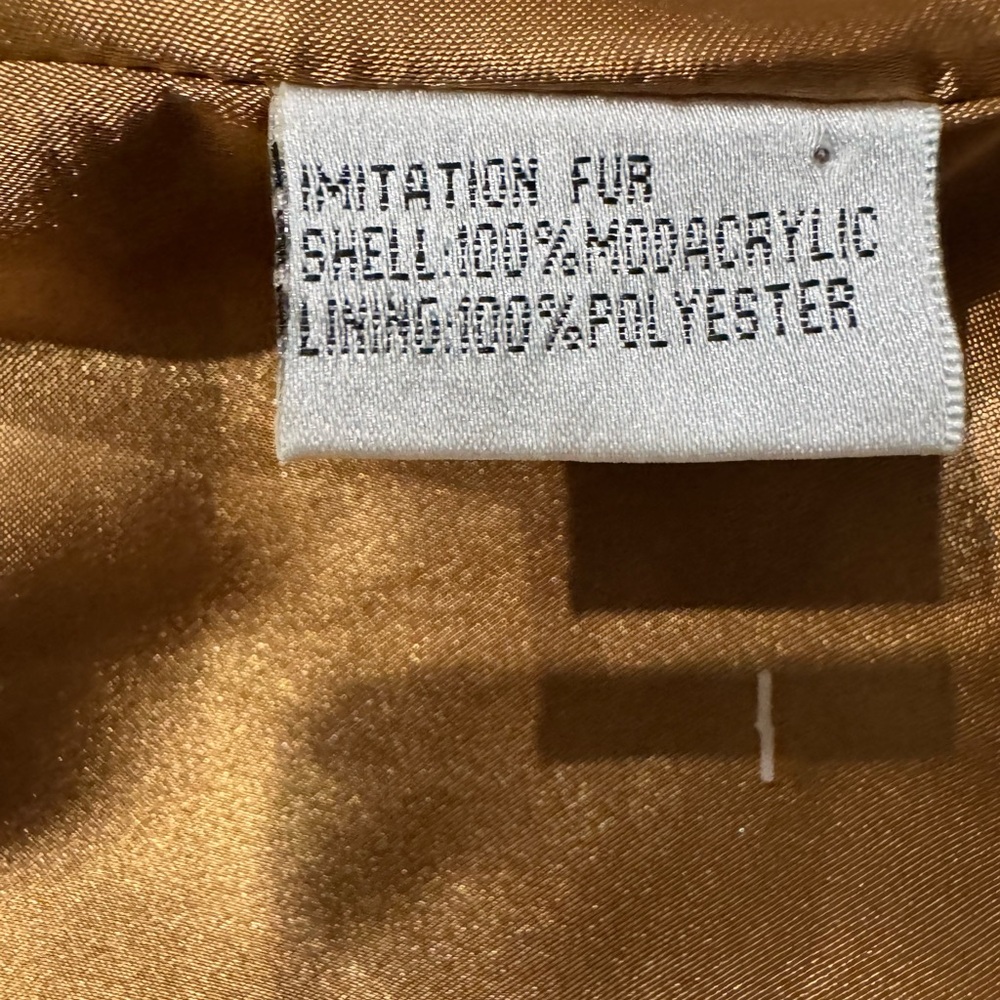 IMITATION FUR
SHELL:100%MODACRYLIC
LINING:100%POLYESTER